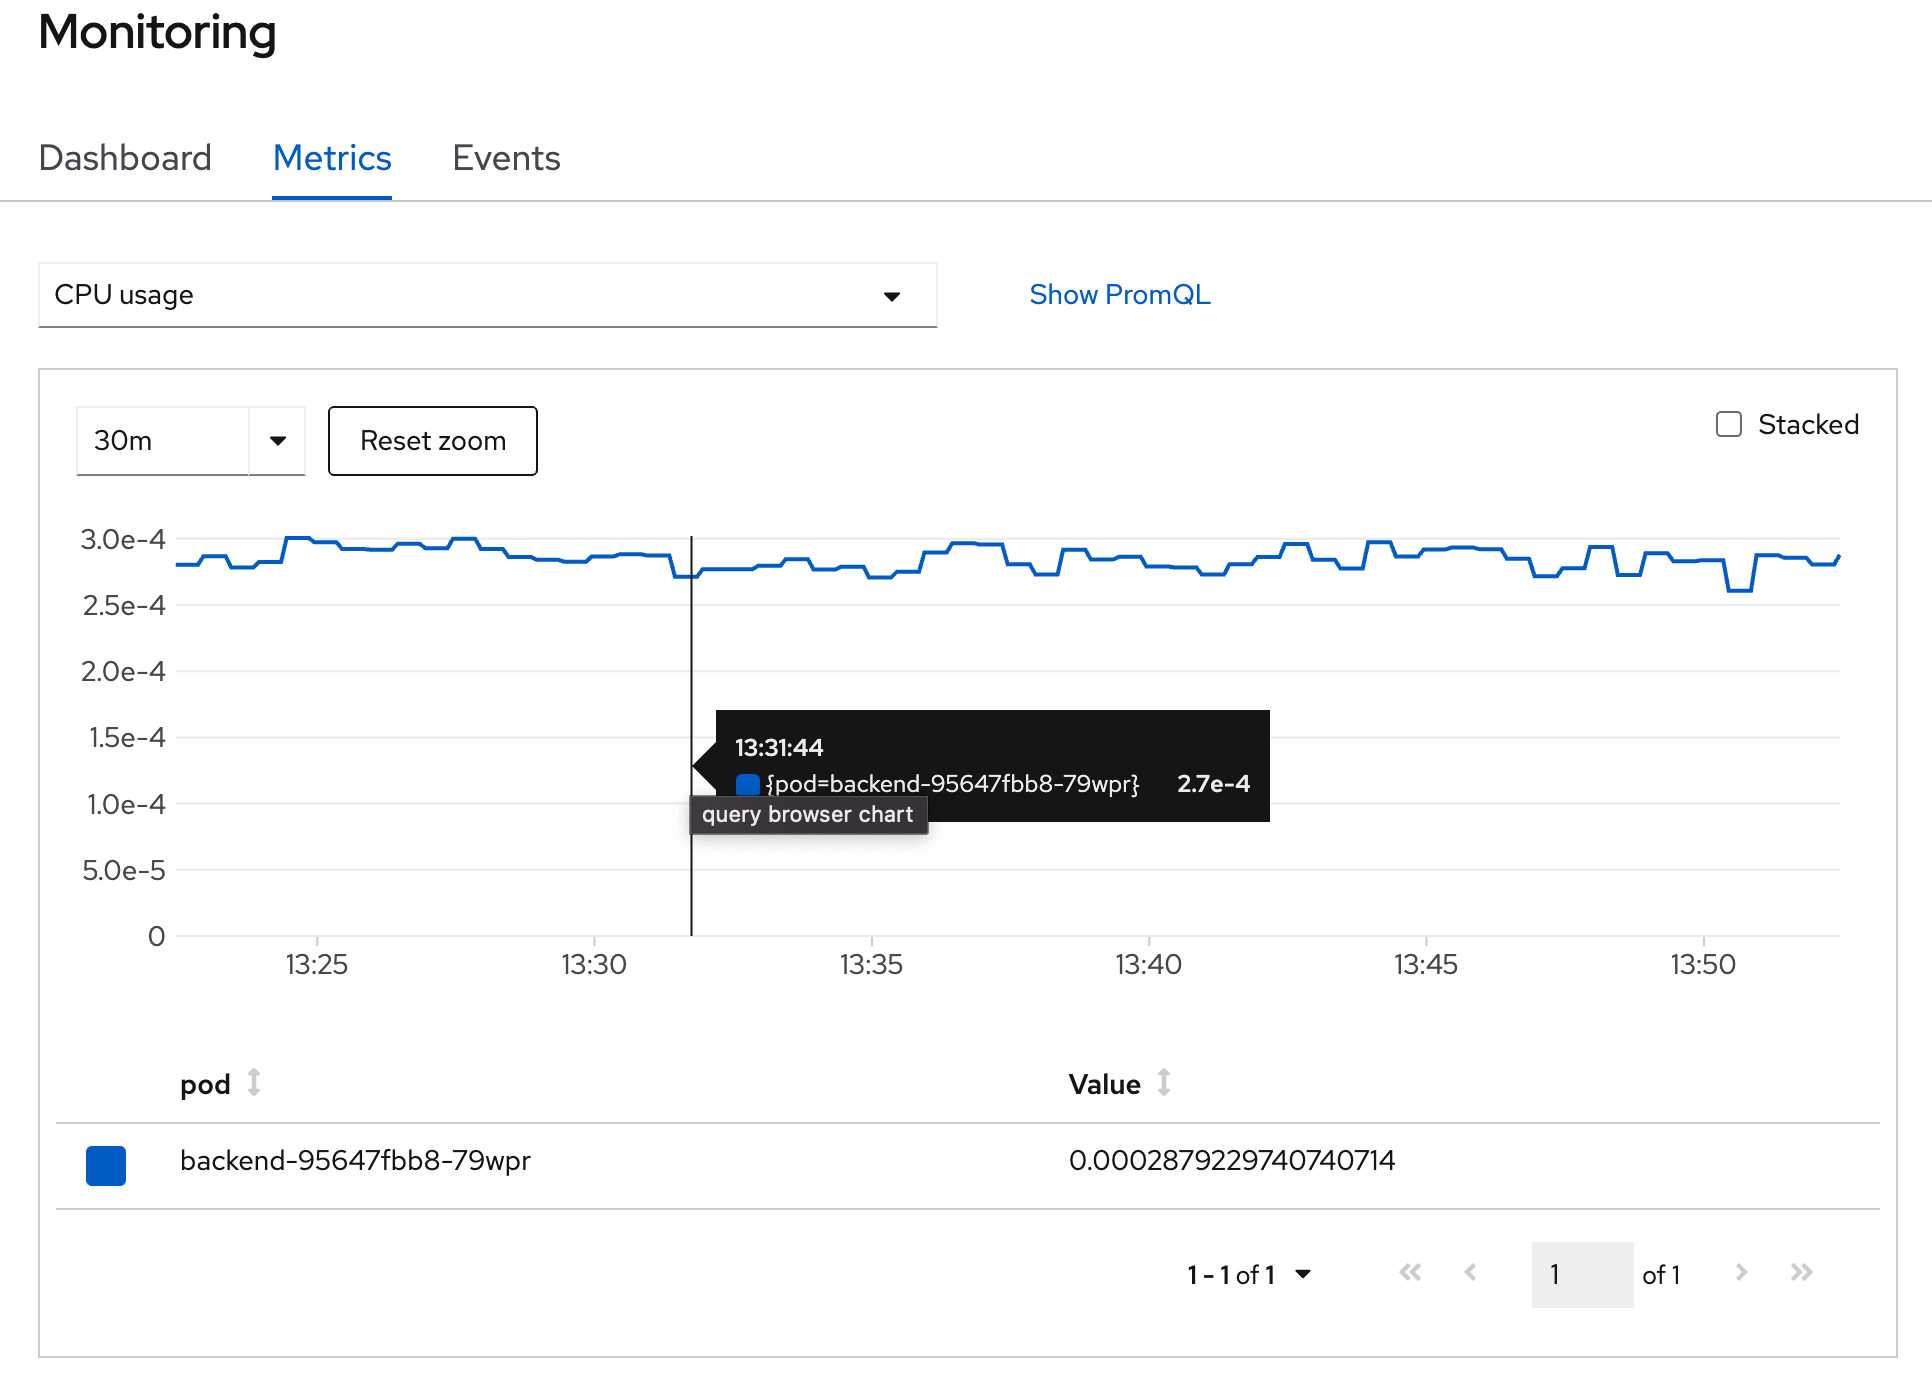 Monitoring
Dashboard Metrics Events
CPU usage Show PromQL
30m Reset zoom Stacked
3.0e-4
2.5e-4
2.0e-4
1.5e-4
1.0e-4
5.0e-5
0
13:31:44
{pod=backend-95647fbb8-79wpr} 2.7e-4
query browser chart
13:25 13:30 13:35 13:40 13:45 13:50
pod Value
backend-95647fbb8-79wpr 0.0002879229740740714
1 - 1 of 1 1 of 1